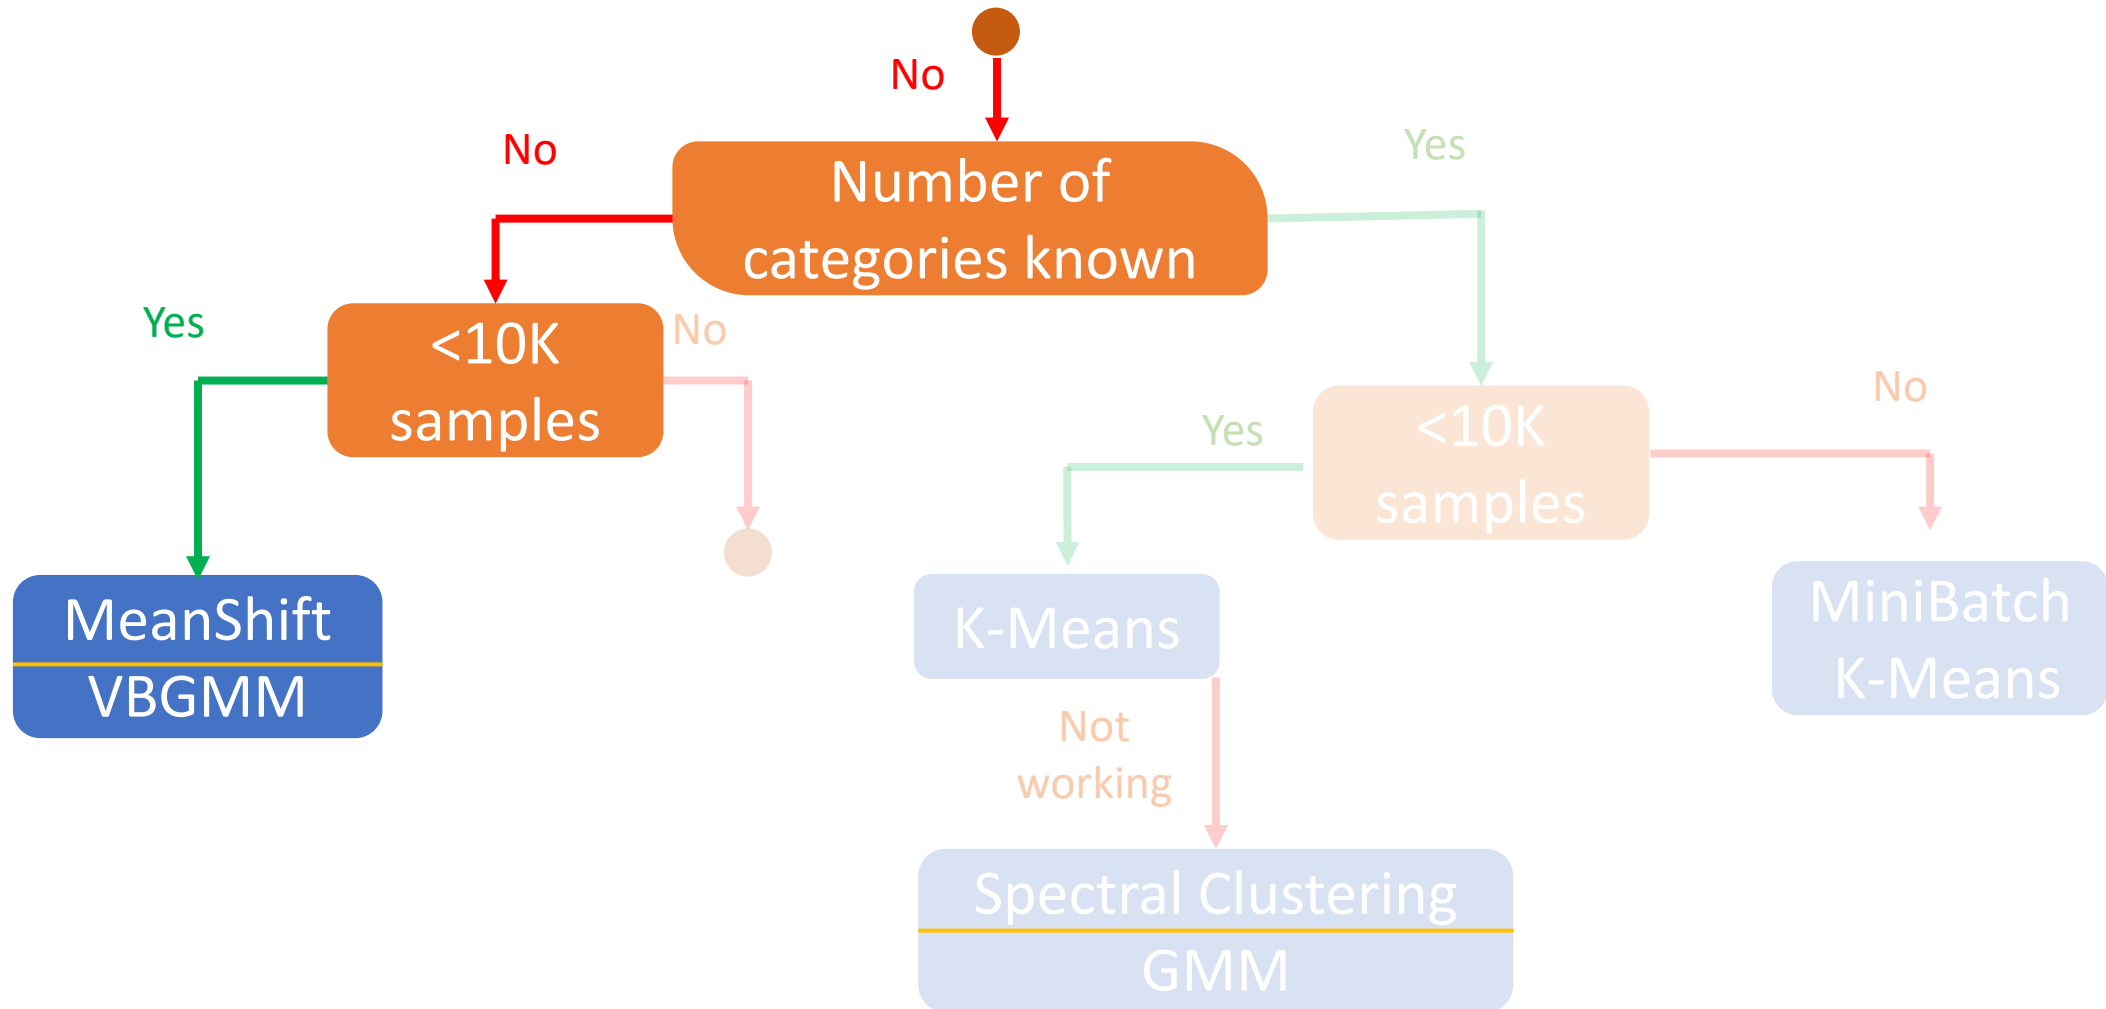 No
No
Yes
Number of
categories known
Yes
No
<10K
samples
No
Yes
<10K
samples
MeanShift
VBGMM
K-Means
MiniBatch
K-Means
Not
working
Spectral Clustering
GMM